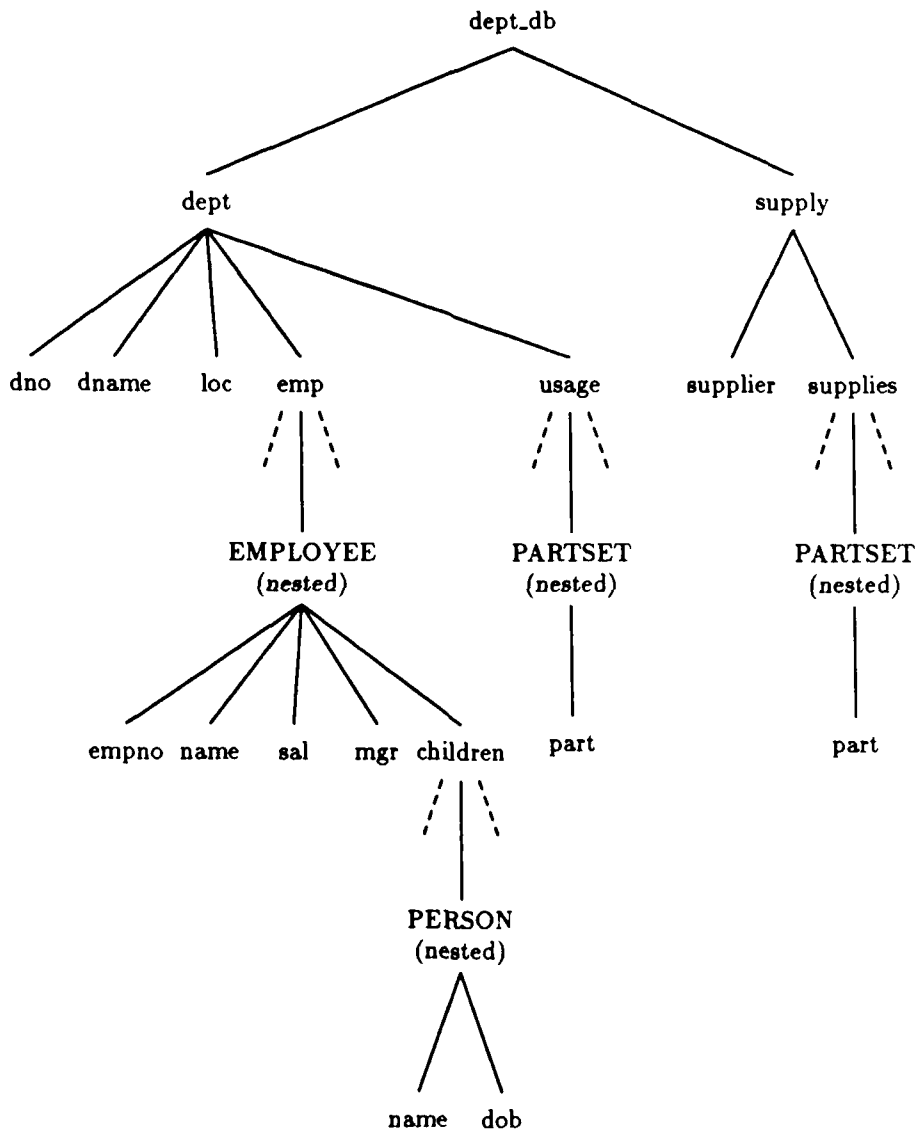 dept_db
dept supply
dno dname loc emp usage supplier supplies
EMPLOYEE PARTSET PARTSET
(nested) (nested) (nested)
empno name sal mgr children part part
PERSON
(nested)
name dob